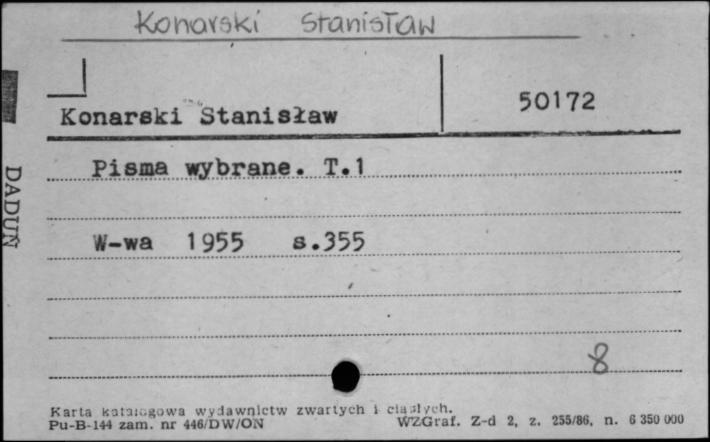 Konarski Stanisław
50172
Konarski Stanisław
Pisma wybrane. T.1
DADUN
W-wa 1955 s.355
8
Karta katalogowa wydawnictw zwartych i ciągłych.
Pu-B-144 zam. nr 446/DW/ON WZGraf. Z-d 2, z. 255/86, n. 6 350 000